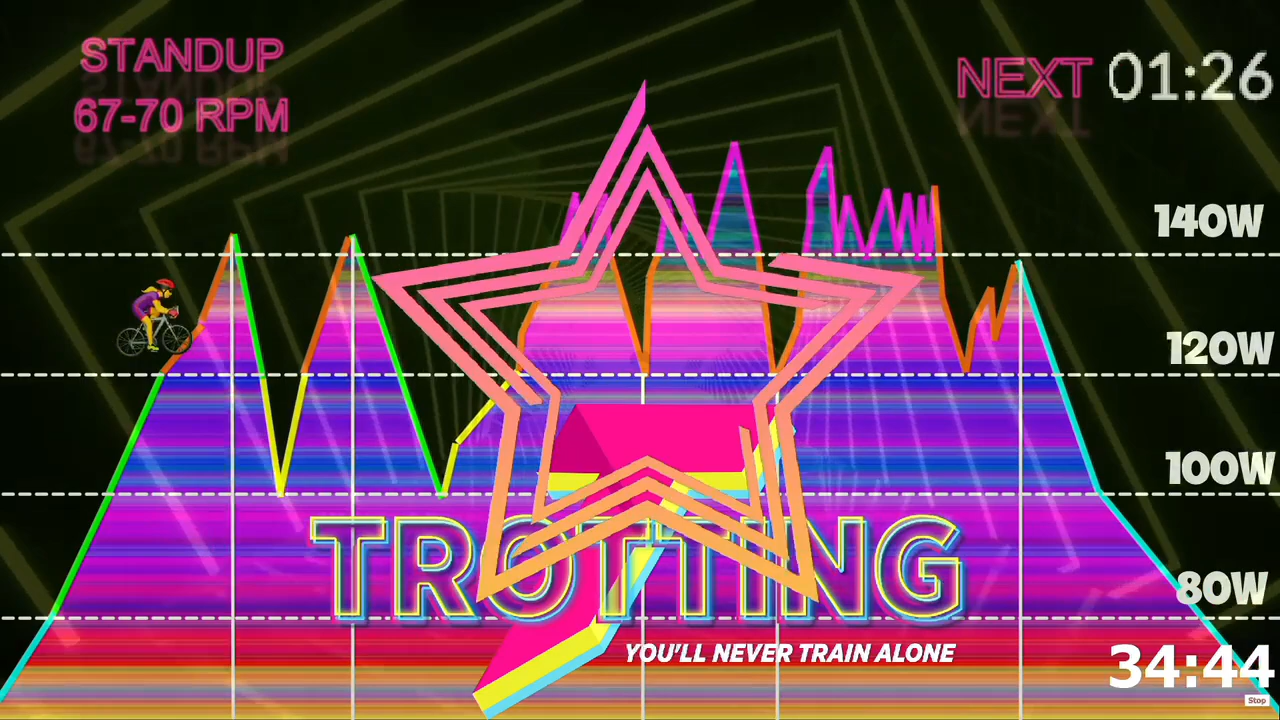 STANDUP
67-70 RPM
NEXT 01:26
140W
120W
100W
TROTTING
80W
YOU'LL NEVER TRAIN ALONE
34:44
Stop